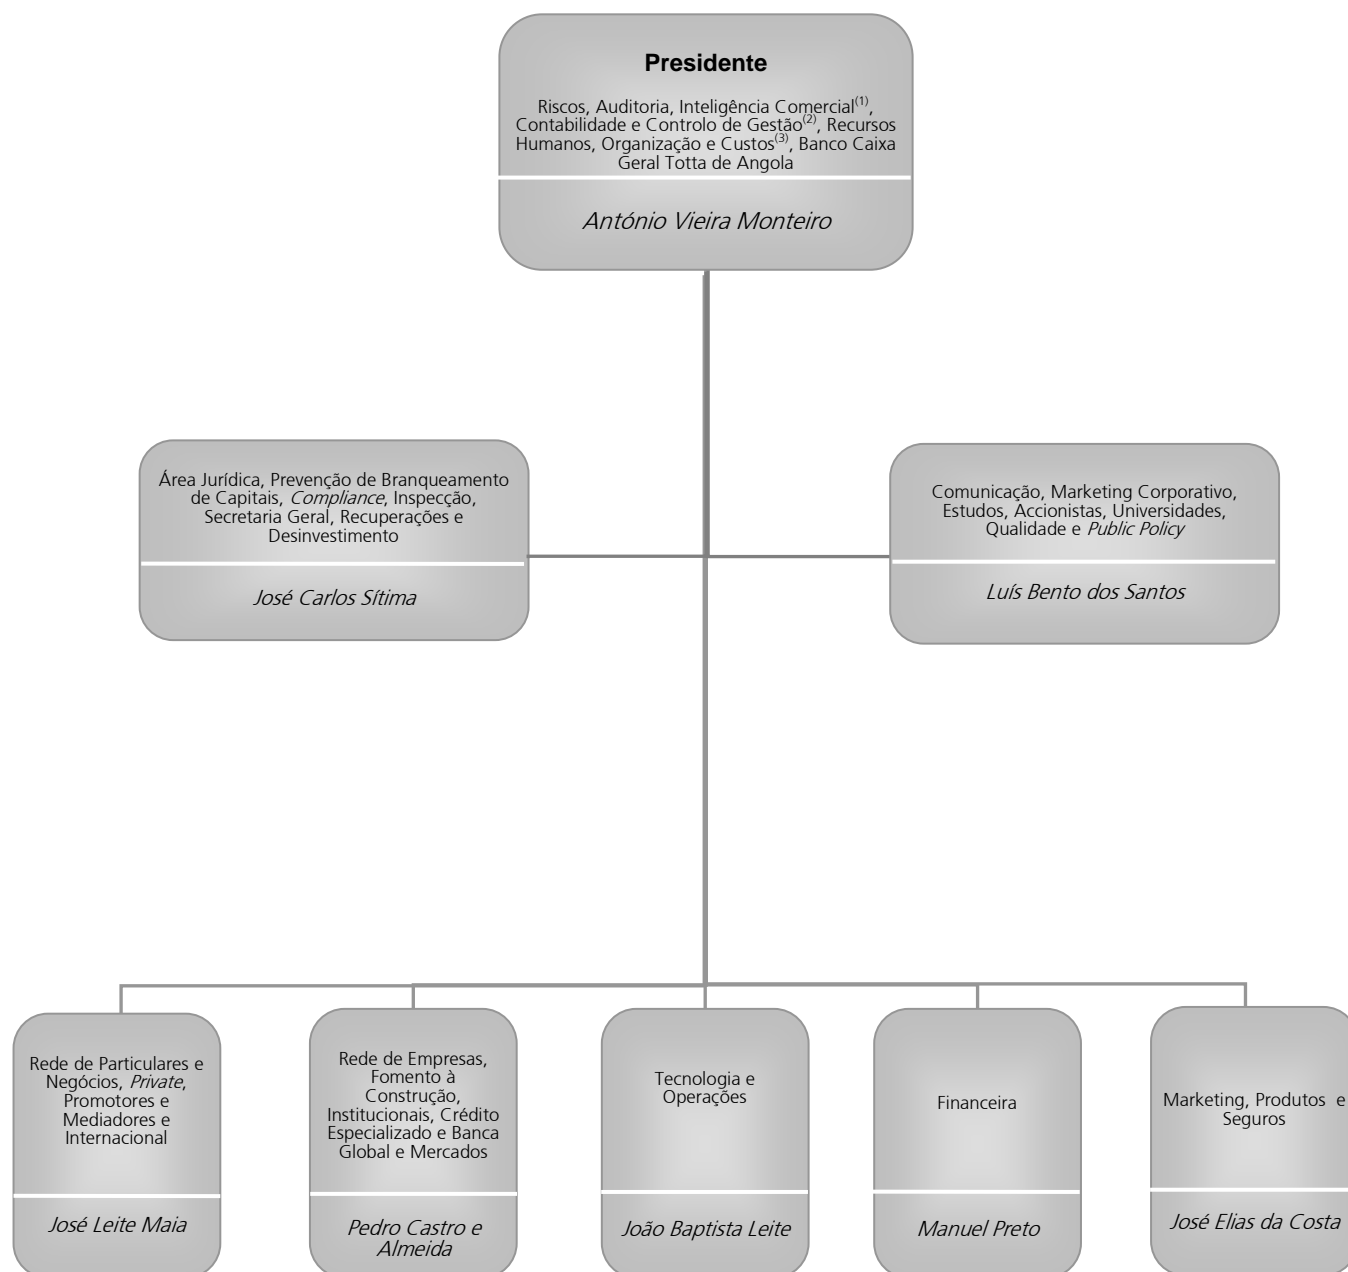 Presidente
Riscos, Auditoria, Inteligência Comercial(1),
Contabilidade e Controlo de Gestão(2), Recursos
Humanos, Organização e Custos(3), Banco Caixa
Geral Totta de Angola
António Vieira Monteiro
Área Jurídica, Prevenção de Branqueamento
de Capitais, Compliance, Inspecção,
Secretaria Geral, Recuperações e
Desinvestimento
José Carlos Sítima
Comunicação, Marketing Corporativo,
Estudos, Accionistas, Universidades,
Qualidade e Public Policy
Luís Bento dos Santos
Rede de Particulares e
Negócios, Private,
Promotores e
Mediadores e
Internacional
José Leite Maia
Rede de Empresas,
Fomento à
Construção,
Institucionais, Crédito
Especializado e Banca
Global e Mercados
Pedro Castro e
Almeida
Tecnologia e
Operações
João Baptista Leite
Financeira
Manuel Preto
Marketing, Produtos e
Seguros
José Elias da Costa